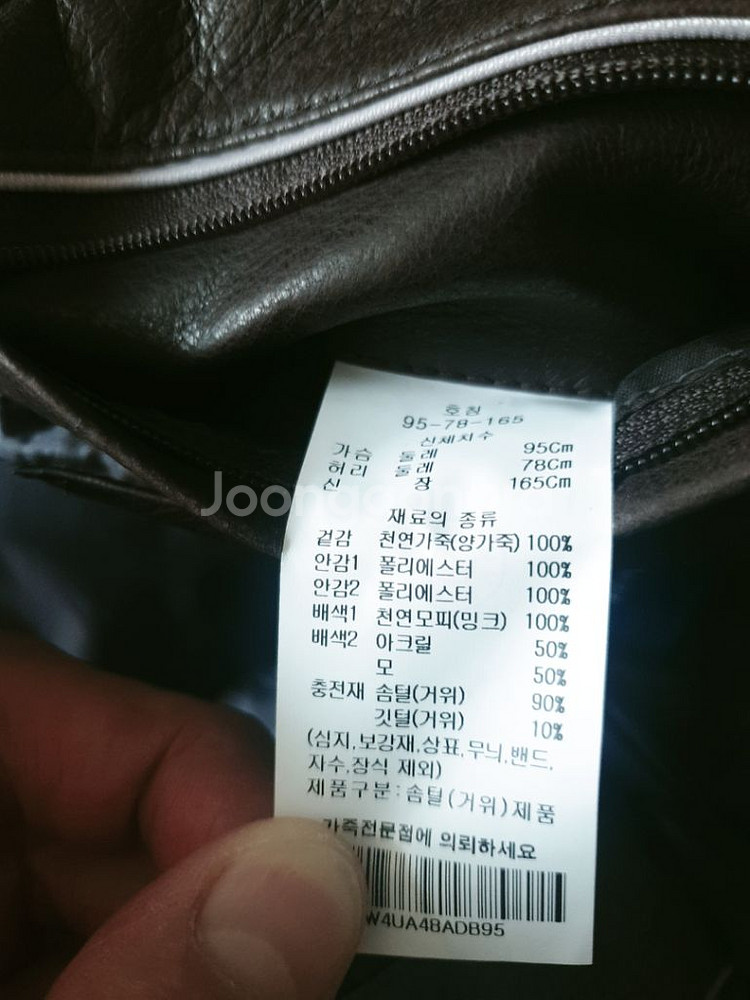 호칭
95-78-165
신체치수
가슴 둘레 95Cm
허리 둘레 78Cm
신 장 165Cm
재료의 종류
겉감 천연가죽(양가죽) 100%
안감1 폴리에스터 100%
안감2 폴리에스터 100%
배색1 천연모피(밍크) 100%
배색2 아크릴 50%
모 50%
충전재 솜털(거위) 90%
깃털(거위) 10%
(심지,보강재,상표,무늬,밴드,
자수,장식 제외)
제품구분:솜털(거위)제품
가죽전문점에 의뢰하세요
W4UA48ADB95